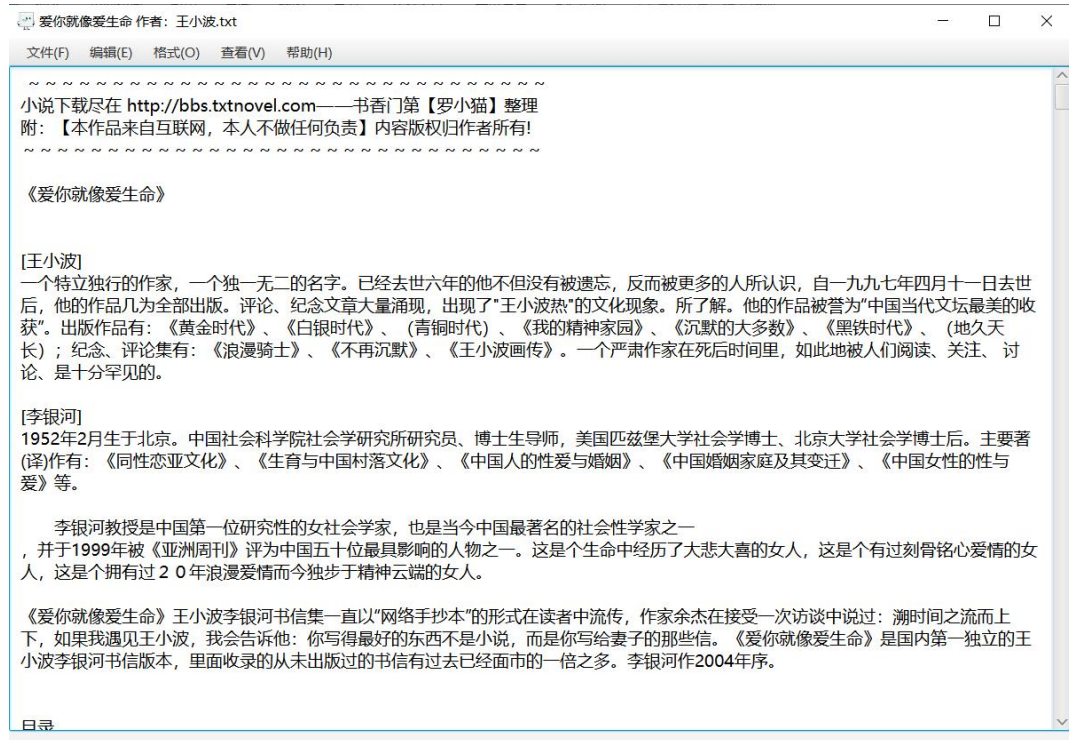 爱你就像爱生命 作者：王小波.txt
文件(F) 编辑(E) 格式(O) 查看(V) 帮助(H)
～～～～～～～～～～～～～～～～～～～～～～～～～～～～～～～
小说下载尽在 http://bbs.txtnovel.com——书香门第【罗小猫】整理
附：【本作品来自互联网，本人不做任何负责】内容版权归作者所有!
～～～～～～～～～～～～～～～～～～～～～～～～～～～～～～～
《爱你就像爱生命》
[王小波]
一个特立独行的作家，一个独一无二的名字。已经去世六年的他不但没有被遗忘，反而被更多的人所认识，自一九九七年四月十一日去世
后，他的作品几为全部出版。评论、纪念文章大量涌现，出现了"王小波热"的文化现象。所了解。他的作品被誉为“中国当代文坛最美的收
获”。出版作品有：《黄金时代》、《白银时代》、（青铜时代）、《我的精神家园》、《沉默的大多数》、《黑铁时代》、（地久天
长）；纪念、评论集有：《浪漫骑士》、《不再沉默》、《王小波画传》。一个严肃作家在死后时间里，如此地被人们阅读、关注、 讨
论、是十分罕见的。
[李银河]
1952年2月生于北京。中国社会科学院社会学研究所研究员、博士生导师，美国匹兹堡大学社会学博士、北京大学社会学博士后。主要著
(译)作有：《同性恋亚文化》、《生育与中国村落文化》、《中国人的性爱与婚姻》、《中国婚姻家庭及其变迁》、《中国女性的性与
爱》等。
李银河教授是中国第一位研究性的女社会学家，也是当今中国最著名的社会性学家之一
，并于1999年被《亚洲周刊》评为中国五十位最具影响的人物之一。这是个生命中经历了大悲大喜的女人，这是个有过刻骨铭心爱情的女
人，这是个拥有过２０年浪漫爱情而今独步于精神云端的女人。
《爱你就像爱生命》王小波李银河书信集一直以“网络手抄本”的形式在读者中流传，作家余杰在接受一次访谈中说过：溯时间之流而上
下，如果我遇见王小波，我会告诉他：你写得最好的东西不是小说，而是你写给妻子的那些信。《爱你就像爱生命》是国内第一独立的王
小波李银河书信版本，里面收录的从未出版过的书信有过去已经面市的一倍之多。李银河作2004年序。
目录